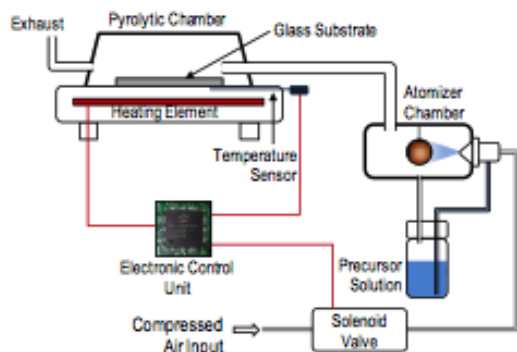 Exhaust
Pyrolytic Chamber
Glass Substrate
Heating Element
Temperature
Sensor
Atomizer
Chamber
Electronic Control
Unit
Precursor
Solution
Compressed
Air Input
Solenoid
Valve